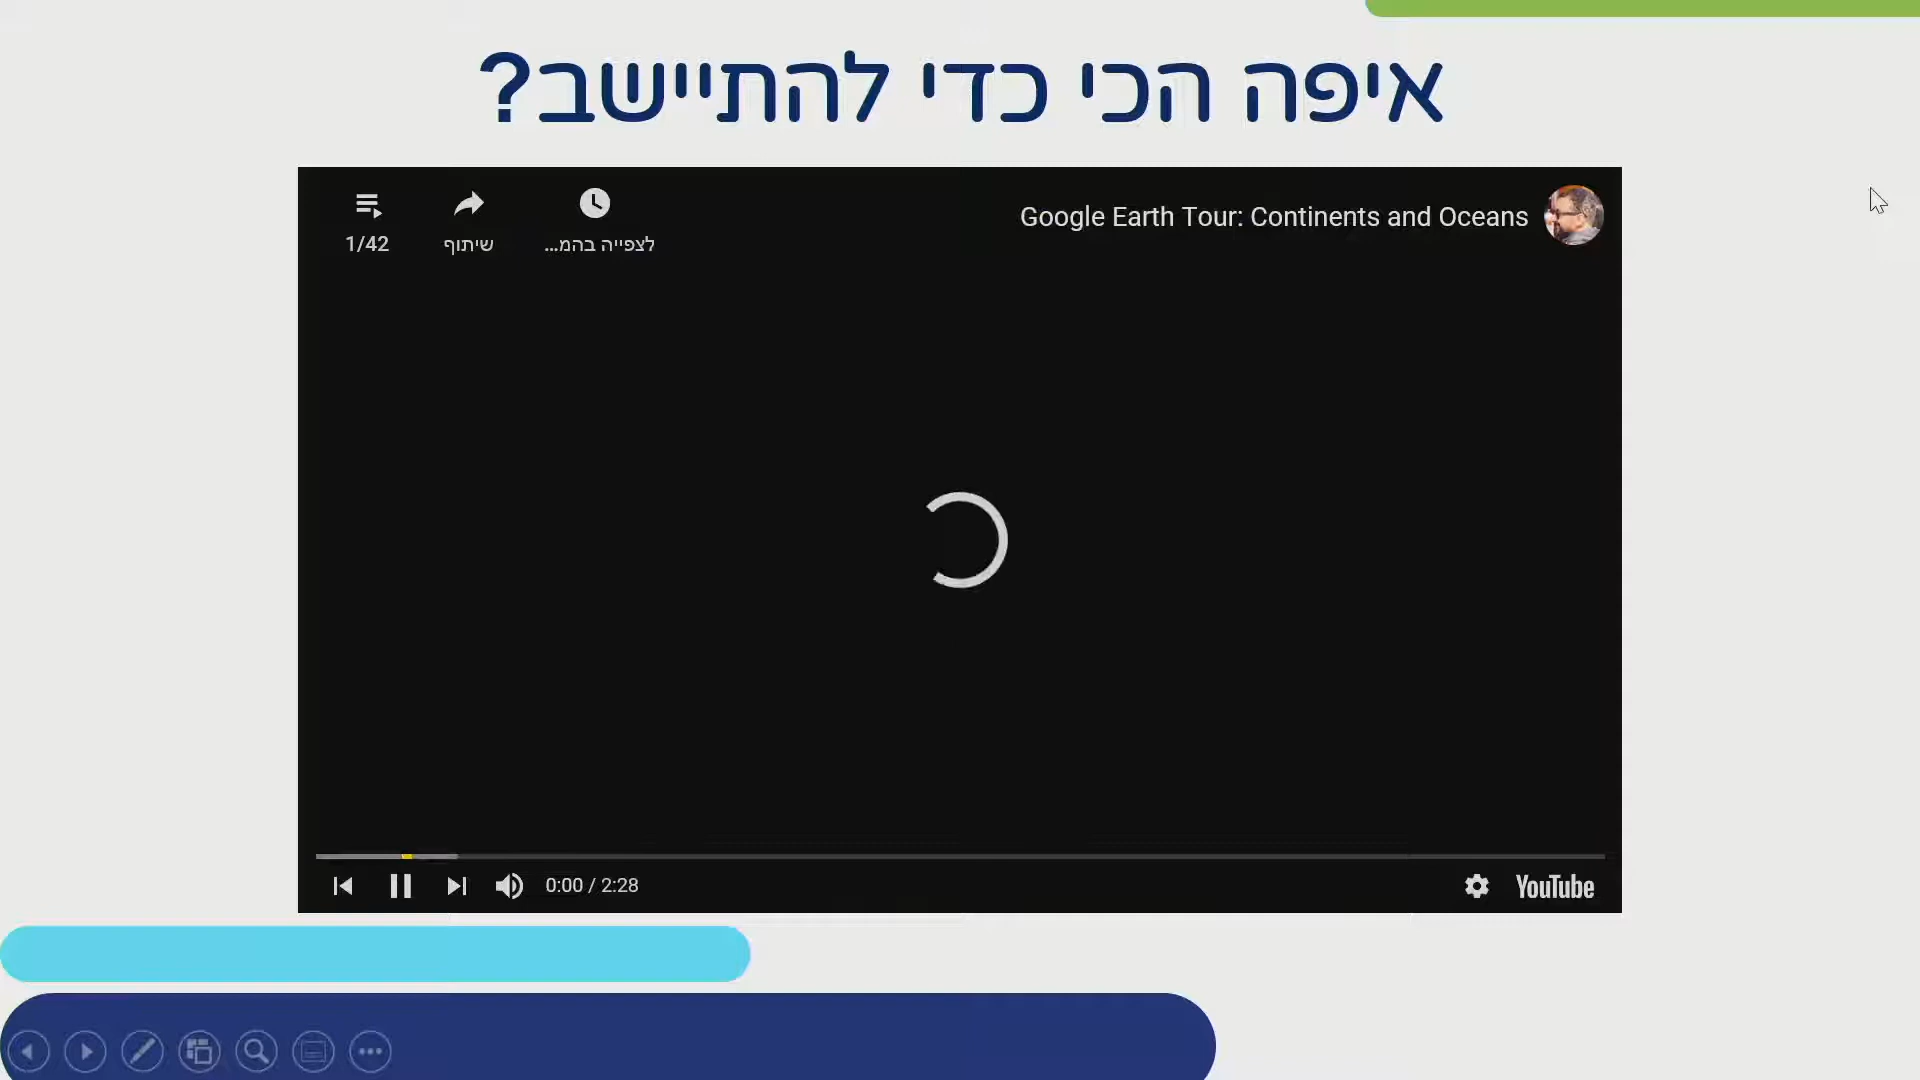 איפה הכי כדי להתיישב?
Google Earth Tour: Continents and Oceans
לצפייה בהמ...
שיתוף
1/42
0:00 / 2:28
YouTube